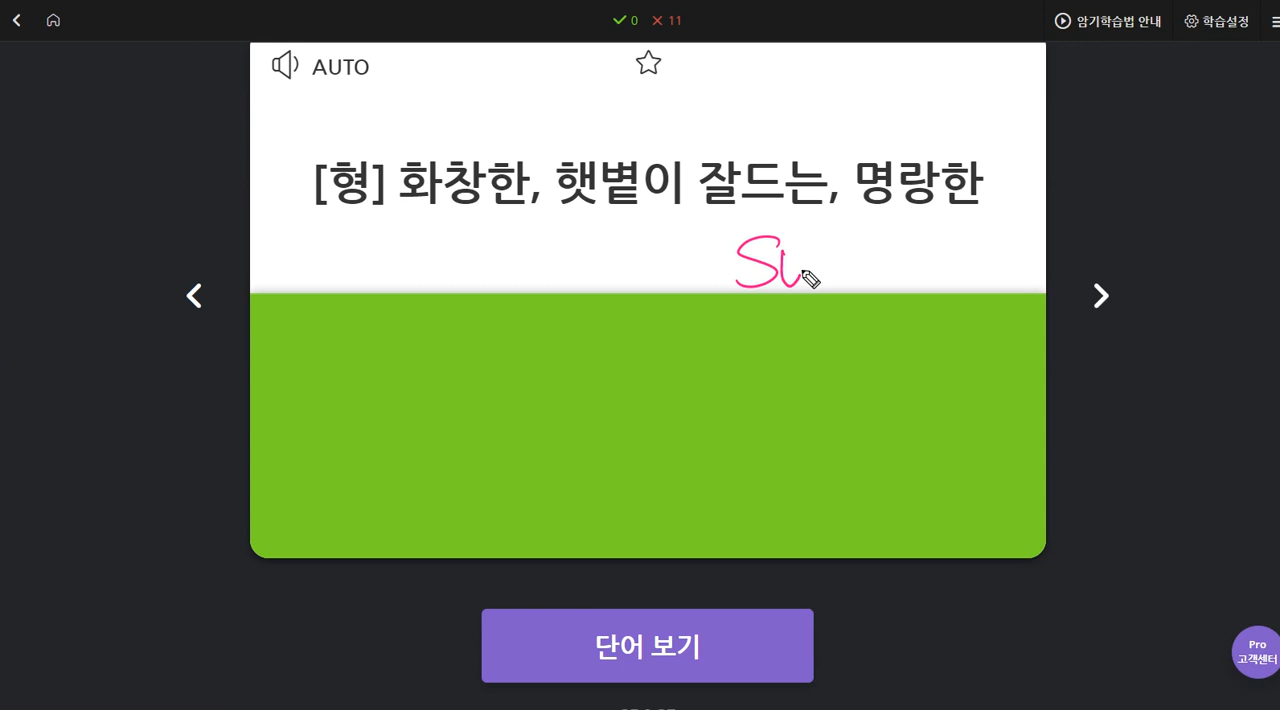 0 11 암기학습법 안내 학습설정
AUTO
[형] 화창한, 햇볕이 잘드는, 명랑한
su
단어 보기
Pro
고객센터